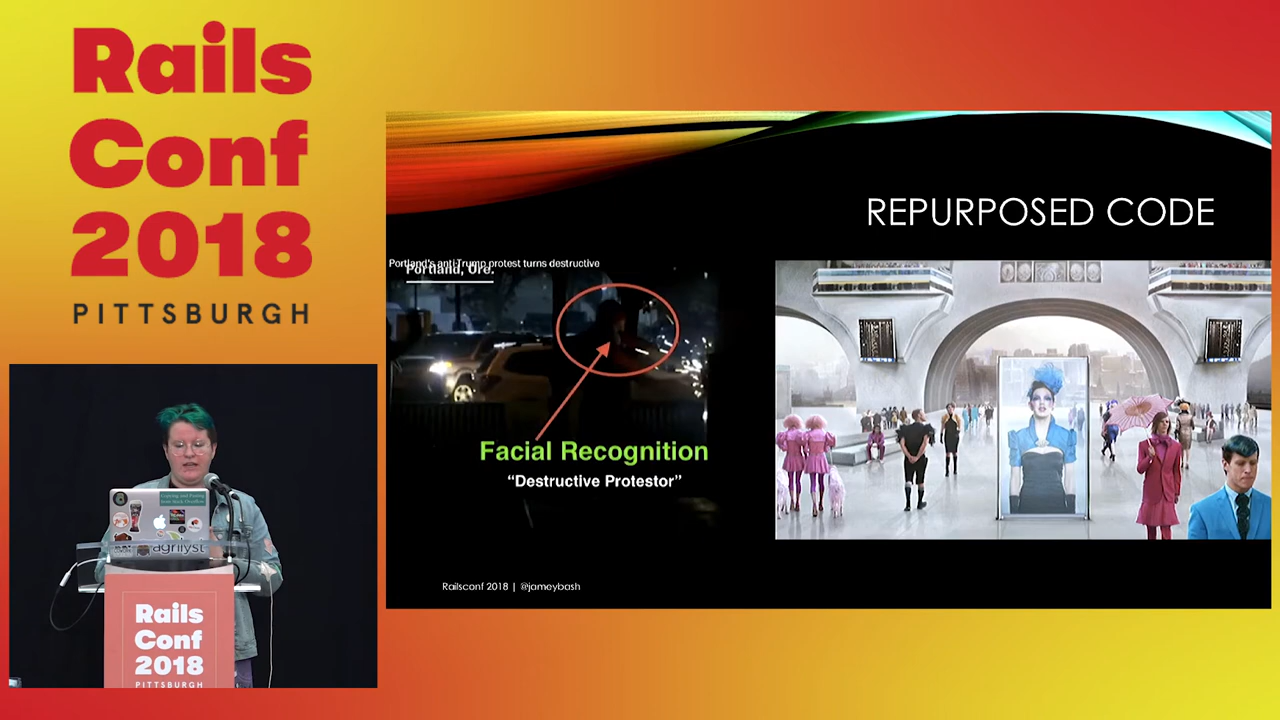 Rails
Conf
2018
PITTSBURGH
REPURPOSED CODE
Portland's anti-Trump protest turns destructive
Portland, Ore.
Facial Recognition
“Destructive Protestor”
Railsconf 2018 | @jameybash
agrilyst
Rails
Conf
2018
PITTSBURGH